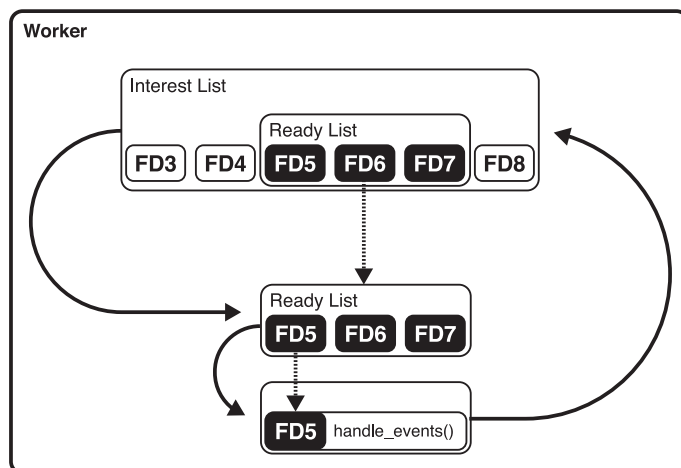 Worker
Interest List
Ready List
FD3 FD4 FD5 FD6 FD7 FD8
Ready List
FD5 FD6 FD7
FD5 handle_events()